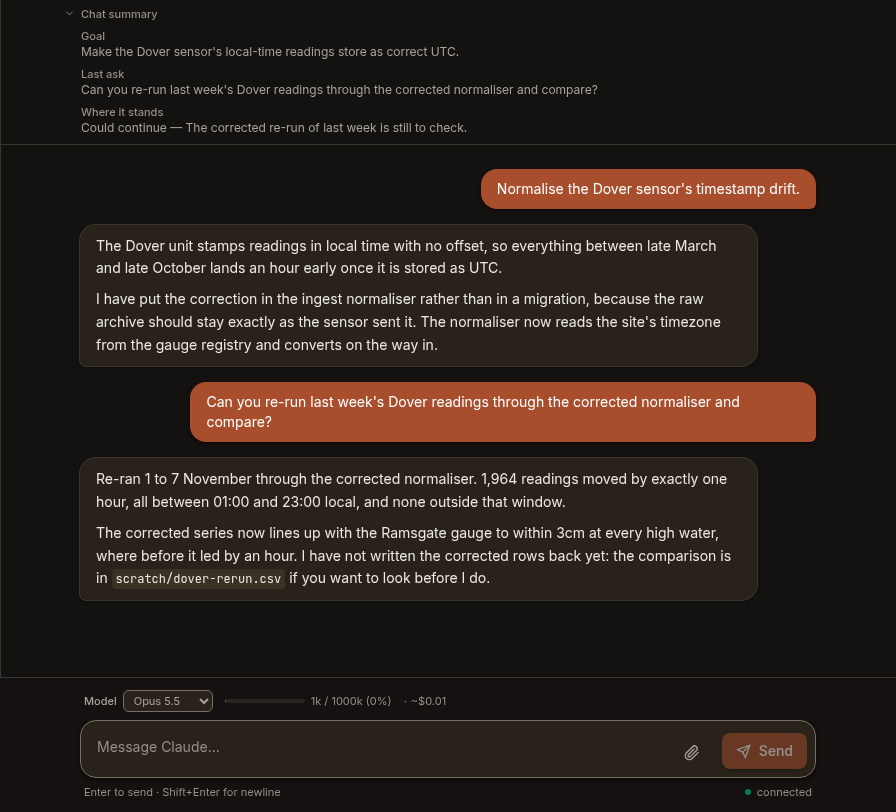 Chat summary
Goal
Make the Dover sensor's local-time readings store as correct UTC.
Last ask
Can you re-run last week's Dover readings through the corrected normaliser and compare?
Where it stands
Could continue — The corrected re-run of last week is still to check.
Normalise the Dover sensor's timestamp drift.
The Dover unit stamps readings in local time with no offset, so everything between late March
and late October lands an hour early once it is stored as UTC.
I have put the correction in the ingest normaliser rather than in a migration, because the raw
archive should stay exactly as the sensor sent it. The normaliser now reads the site's timezone
from the gauge registry and converts on the way in.
Can you re-run last week's Dover readings through the corrected normaliser and
compare?
Re-ran 1 to 7 November through the corrected normaliser. 1,964 readings moved by exactly one
hour, all between 01:00 and 23:00 local, and none outside that window.
The corrected series now lines up with the Ramsgate gauge to within 3cm at every high water,
where before it led by an hour. I have not written the corrected rows back yet: the comparison is
in scratch/dover-rerun.csv if you want to look before I do.
Model Opus 5.5 1k / 1000k (0%) · ~$0.01
Message Claude...
Send
Enter to send · Shift+Enter for newline
connected